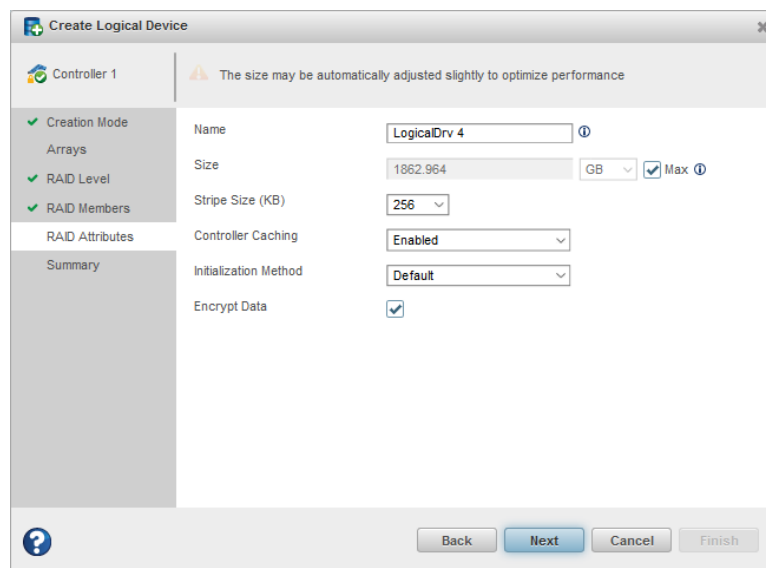 Create Logical Device
Controller 1
The size may be automatically adjusted slightly to optimize performance
Creation Mode
Arrays
RAID Level
RAID Members
RAID Attributes
Summary
Name
LogicalDrv 4
Size
1862.964
GB
Max
Stripe Size (KB)
256
Controller Caching
Enabled
Initialization Method
Default
Encrypt Data
Back
Next
Cancel
Finish